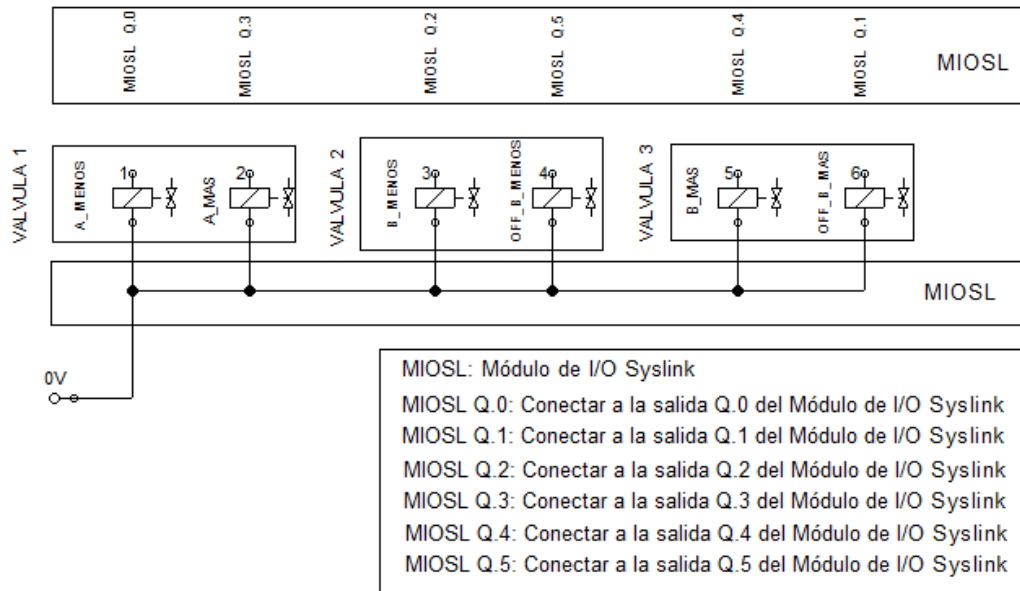 MIOSL Q.0
MIOSL Q.3
MIOSL Q.2
MIOSL Q.5
MIOSL Q.4
MIOSL Q.1
MIOSL
VALVULA 1
A_MENOS
1
A_MAS
2
VALVULA 2
B_MENOS
3
OFF_B_MENOS
4
VALVULA 3
B_MAS
5
OFF_B_MAS
6
MIOSL
0V
MIOSL: Módulo de I/O Syslink
MIOSL Q.0: Conectar a la salida Q.0 del Módulo de I/O Syslink
MIOSL Q.1: Conectar a la salida Q.1 del Módulo de I/O Syslink
MIOSL Q.2: Conectar a la salida Q.2 del Módulo de I/O Syslink
MIOSL Q.3: Conectar a la salida Q.3 del Módulo de I/O Syslink
MIOSL Q.4: Conectar a la salida Q.4 del Módulo de I/O Syslink
MIOSL Q.5: Conectar a la salida Q.5 del Módulo de I/O Syslink